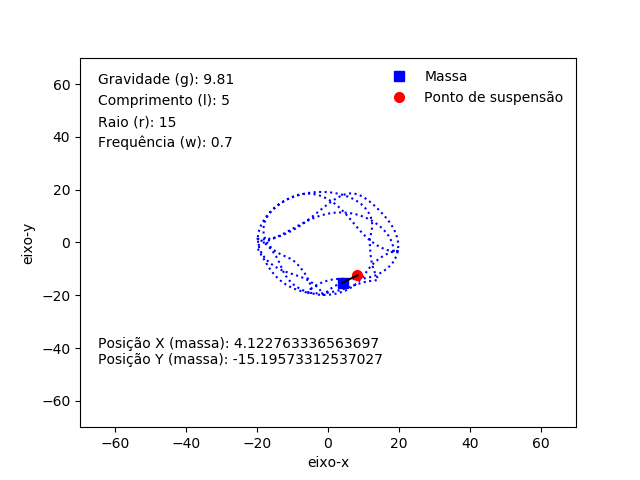 Gravidade (g): 9.81
Comprimento (l): 5
Raio (r): 15
Frequência (w): 0.7
Massa
Ponto de suspensão
60
40
20
0
−20
−40
−60
eixo-y
Posição X (massa): 4.122763336563697
Posição Y (massa): -15.19573312537027
−60 −40 −20 0 20 40 60
eixo-x